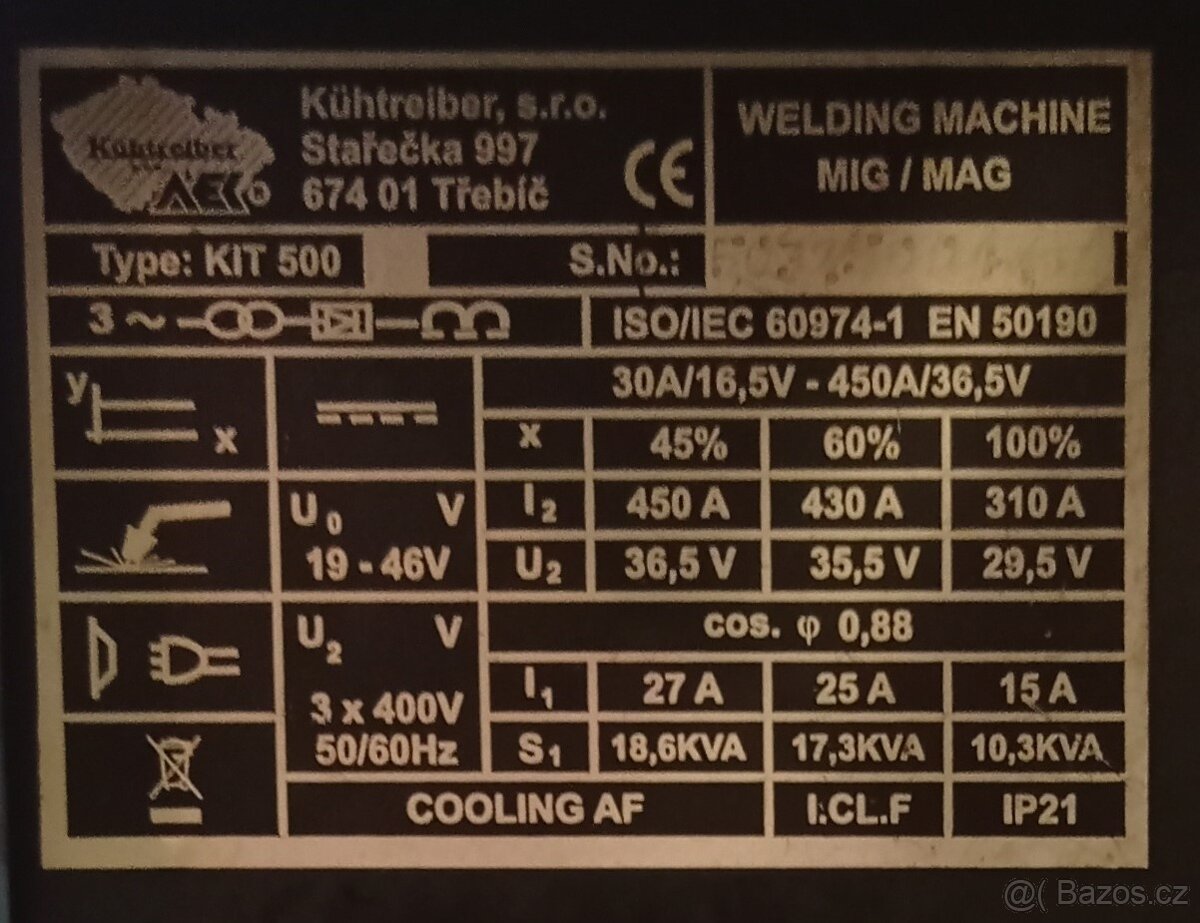 Kühtreiber
Kühtreiber, s.r.o.
Stařečka 997
674 01 Třebíč
CE
WELDING MACHINE
MIG / MAG
Type: KIT 500
S.No.:
3 ~
ISO/IEC 60974-1 EN 50190
y
x
30A/16,5V - 450A/36,5V
x 45% 60% 100%
U0 V
19 - 46V
I2 450 A 430 A 310 A
U2 36,5 V 35,5 V 29,5 V
U2 V
3 x 400V
50/60Hz
cos. φ 0,88
I1 27 A 25 A 15 A
S1 18,6KVA 17,3KVA 10,3KVA
COOLING AF I.CL.F IP21
@( Bazos.cz